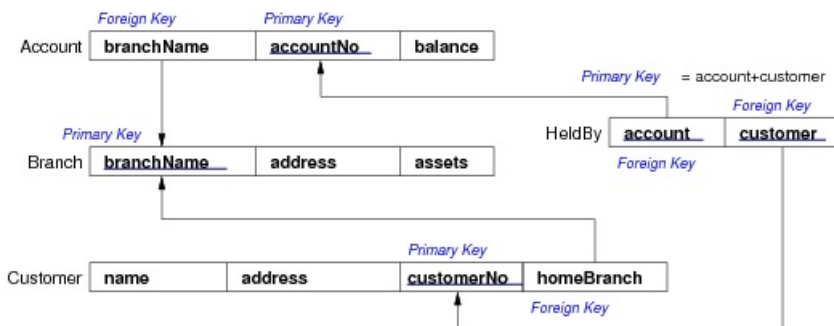 Foreign Key Primary Key
Account branchName accountNo balance
Primary Key = account+customer
Foreign Key
HeldBy account customer
Foreign Key
Primary Key
Branch branchName address assets
Primary Key
Customer name address customerNo homeBranch
Foreign Key